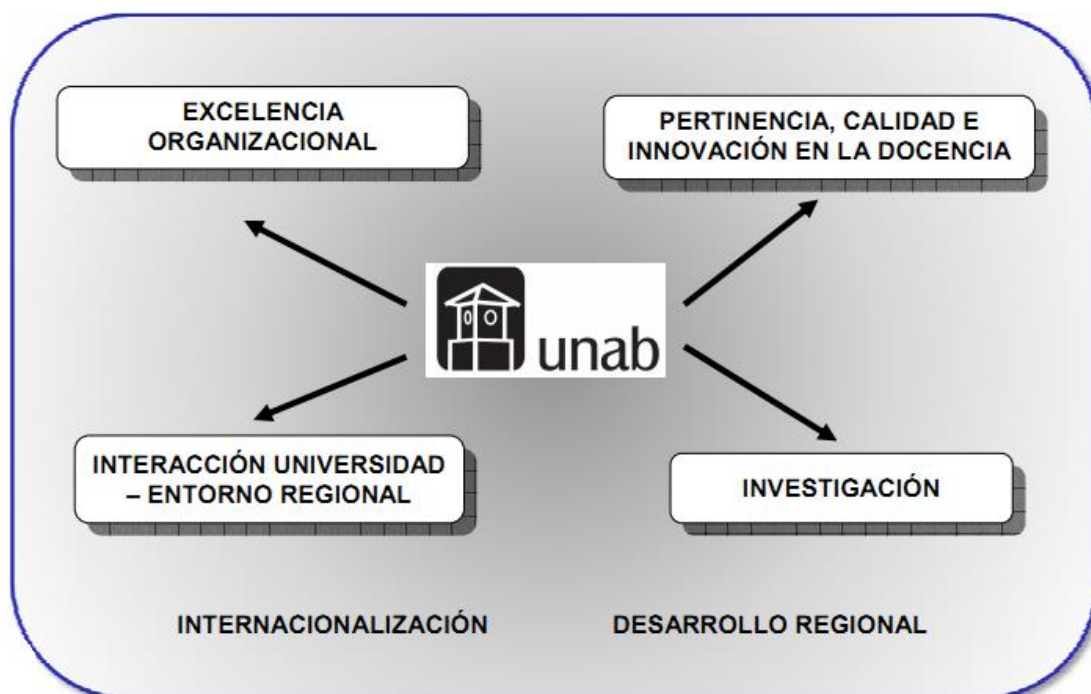 EXCELENCIA
ORGANIZACIONAL
PERTINENCIA, CALIDAD E
INNOVACIÓN EN LA DOCENCIA
unab
INTERACCIÓN UNIVERSIDAD
– ENTORNO REGIONAL
INVESTIGACIÓN
INTERNACIONALIZACIÓN
DESARROLLO REGIONAL